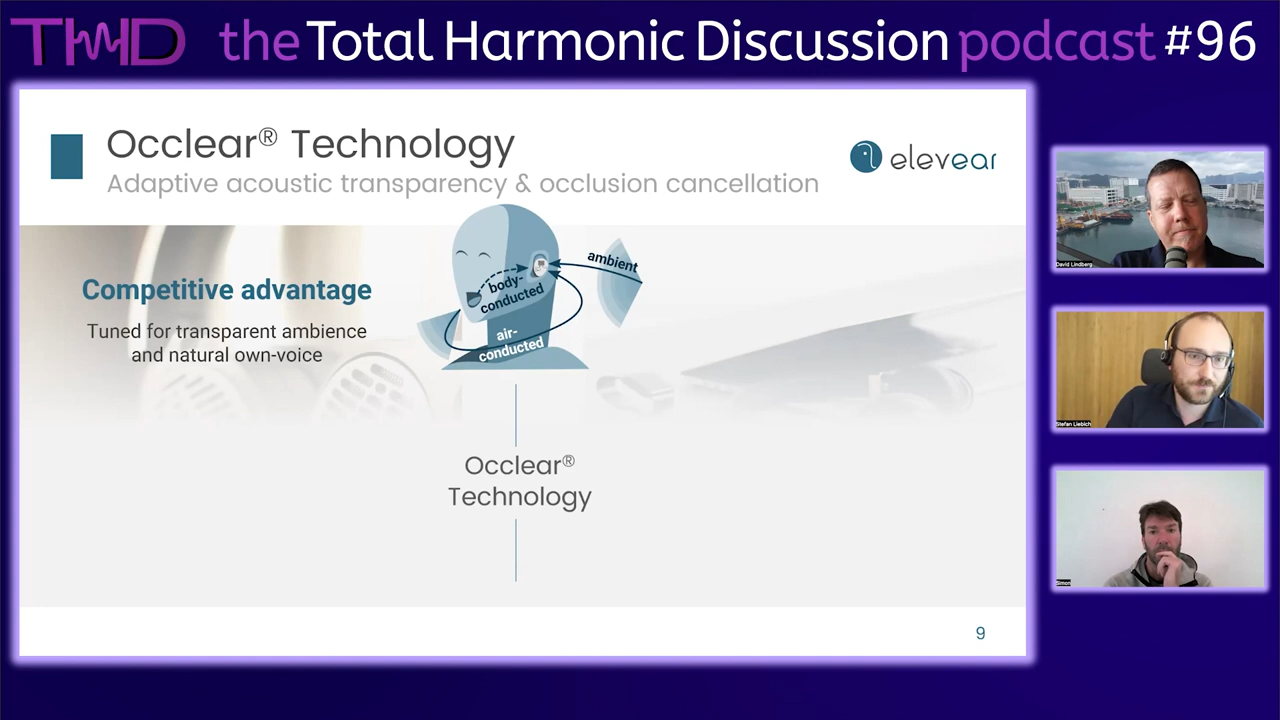 THD the Total Harmonic Discussion podcast #96
Occlear® Technology
Adaptive acoustic transparency & occlusion cancellation
elevear
Competitive advantage
Tuned for transparent ambience
and natural own-voice
ambient
body-
conducted
air-
conducted
Occlear®
Technology
9
David Lindberg
Stefan Liebich
Simon